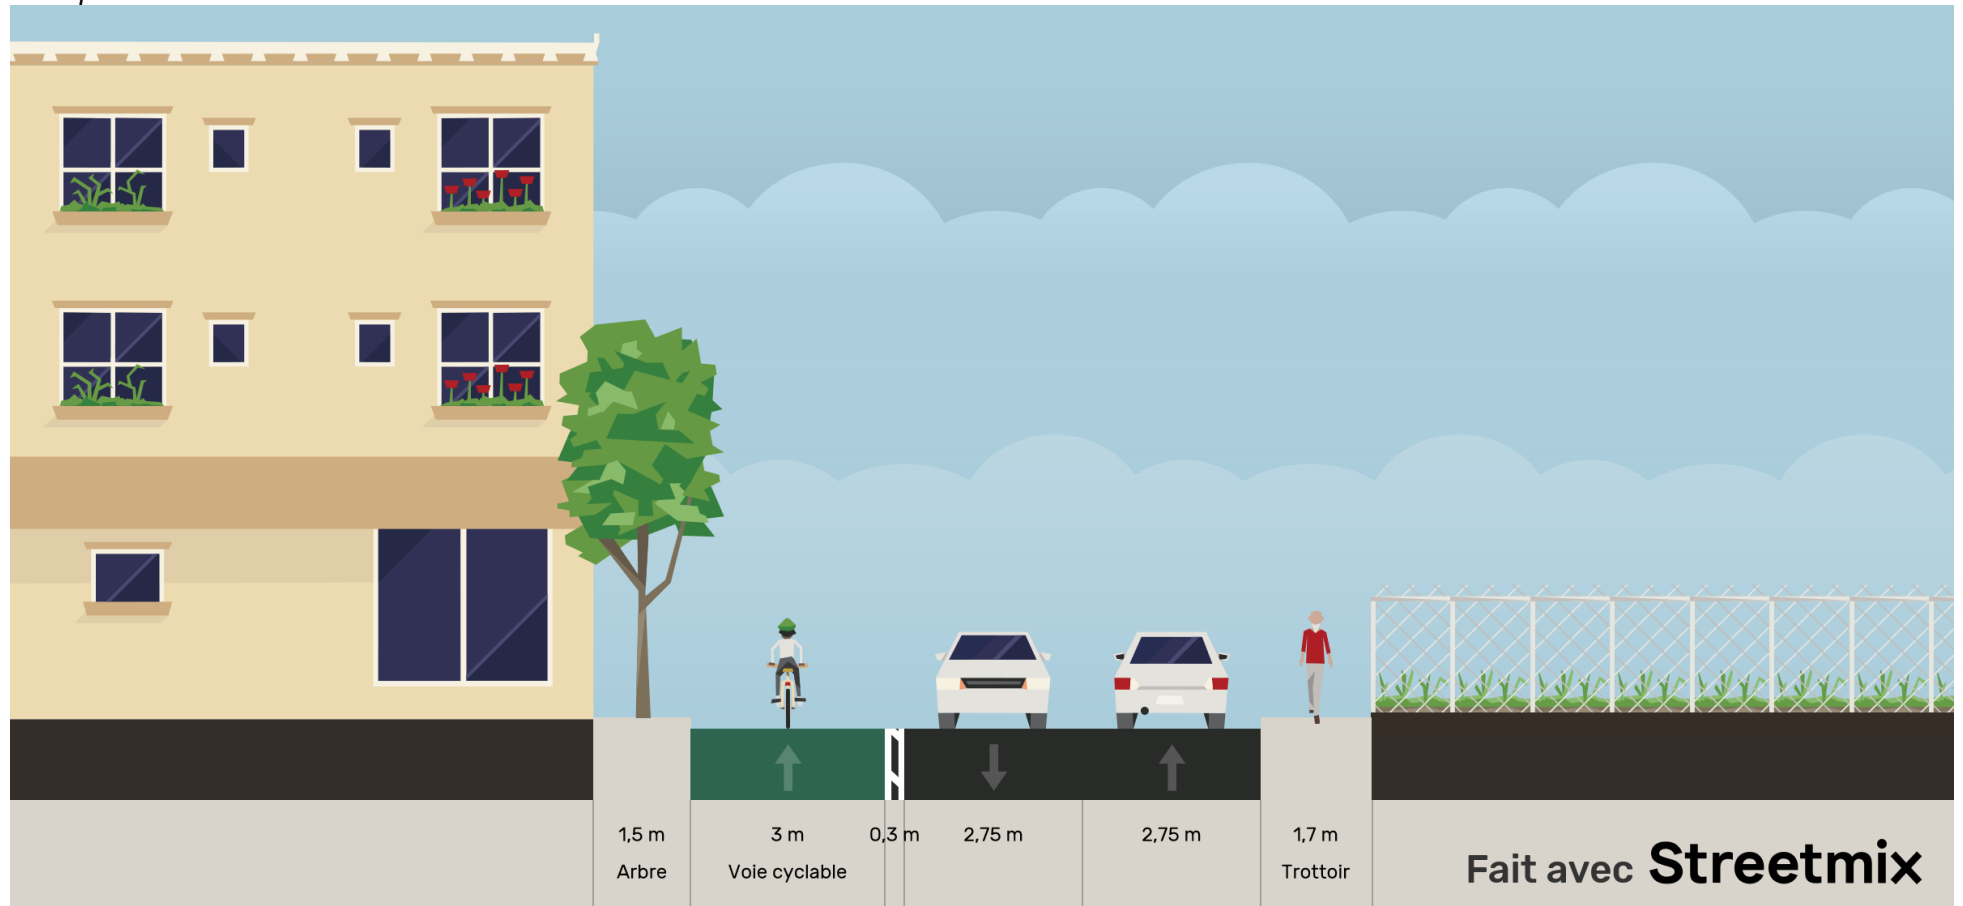 1,5 m
3 m
0,3 m
2,75 m
2,75 m
1,7 m
Arbre
Voie cyclable
Trottoir
Fait avec Streetmix